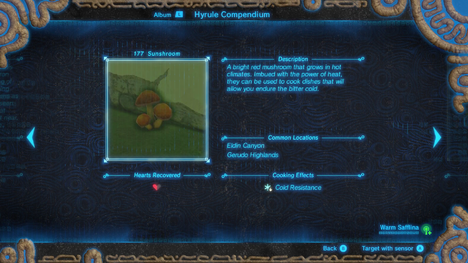 Album
Hyrule Compendium
177 Sunshroom
Description
A bright red mushroom that grows in hot
climates. Imbued with the power of heat,
they can be used to cook dishes that will
allow you endure the bitter cold.
Common Locations
Eldin Canyon
Gerudo Highlands
Hearts Recovered
Cooking Effects
Cold Resistance
Warm Safflina
Back B Target with sensor